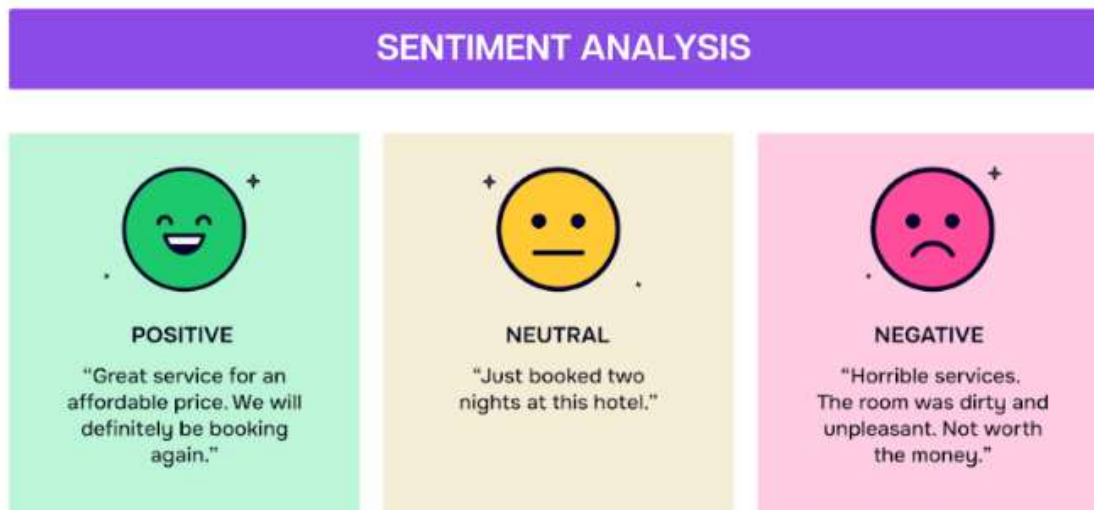 SENTIMENT ANALYSIS
POSITIVE
“Great service for an
affordable price. We will
definitely be booking
again.”
NEUTRAL
“Just booked two
nights at this hotel.”
NEGATIVE
“Horrible services.
The room was dirty and
unpleasant. Not worth
the money.”